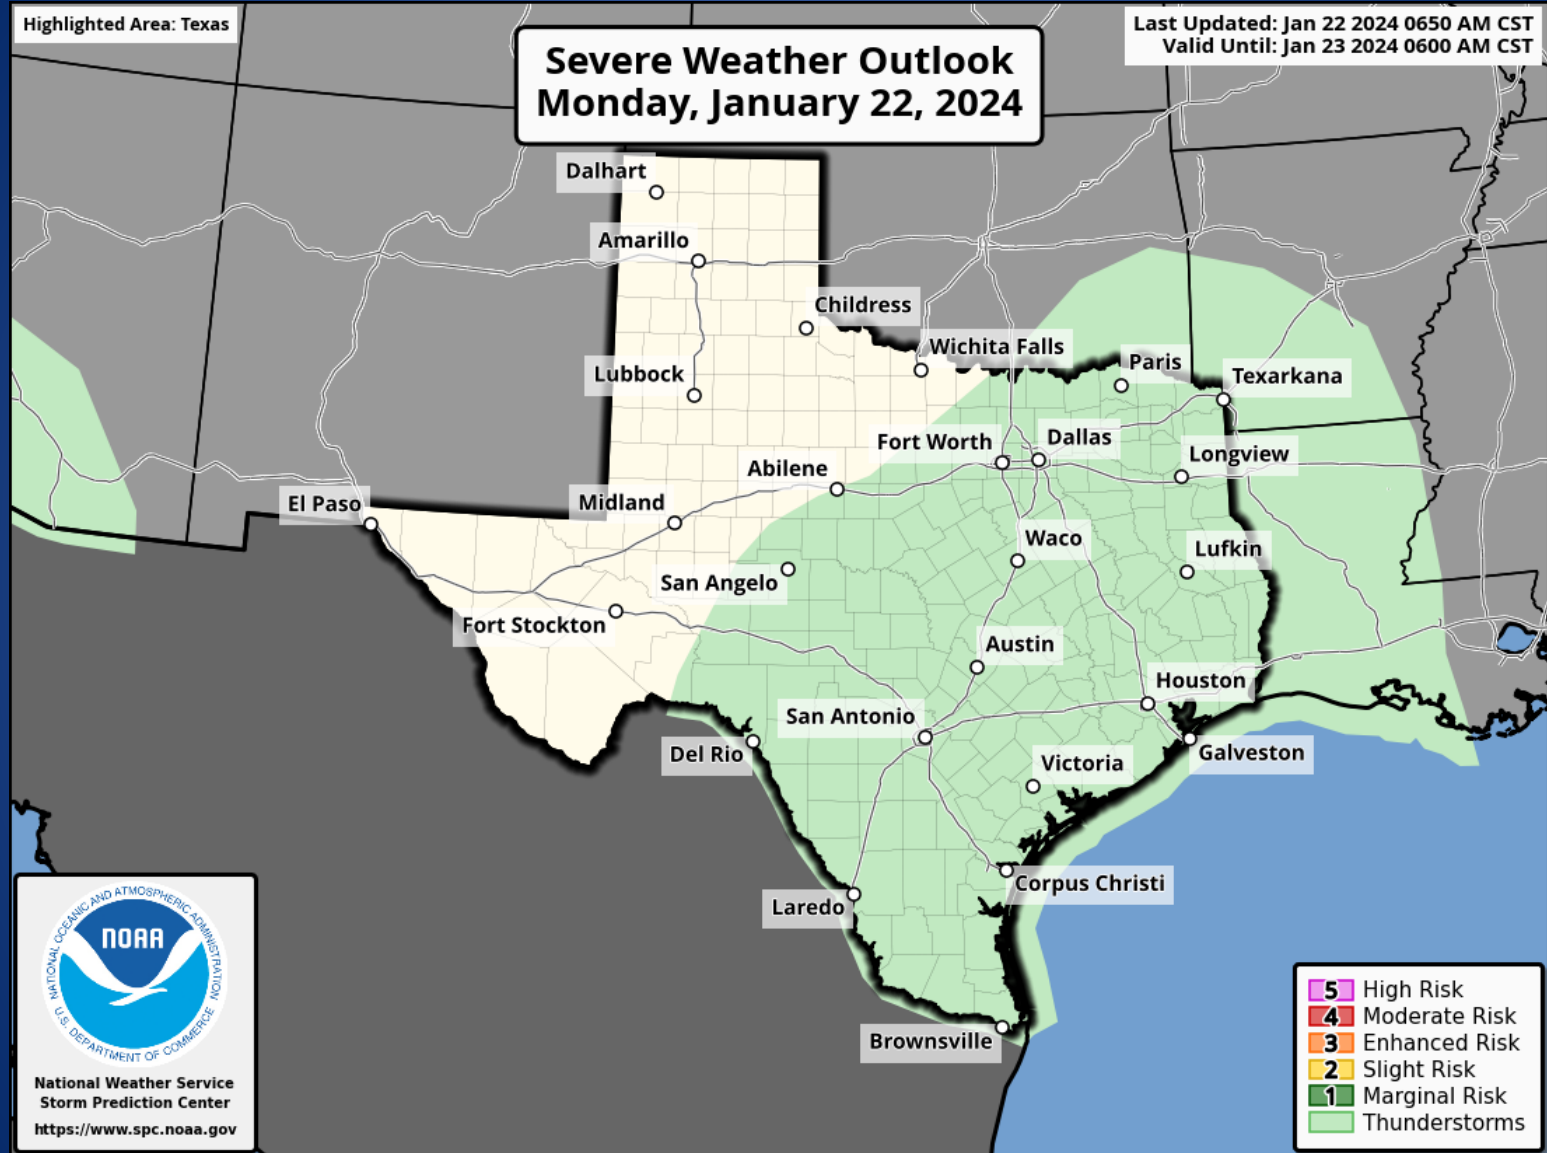 Highlighted Area: Texas
Severe Weather Outlook
Monday, January 22, 2024
Last Updated: Jan 22 2024 0650 AM CST
Valid Until: Jan 23 2024 0600 AM CST
Dalhart
Amarillo
Childress
Wichita Falls
Paris
Texarkana
Lubbock
Fort Worth
Dallas
Longview
Abilene
Midland
El Paso
Waco
Lufkin
San Angelo
Fort Stockton
Austin
Houston
San Antonio
Del Rio
Galveston
Victoria
Corpus Christi
Laredo
Brownsville
NATIONAL OCEANIC AND ATMOSPHERIC ADMINISTRATION
NOAA
U.S. DEPARTMENT OF COMMERCE
National Weather Service
Storm Prediction Center
https://www.spc.noaa.gov
5 High Risk
4 Moderate Risk
3 Enhanced Risk
2 Slight Risk
1 Marginal Risk
Thunderstorms